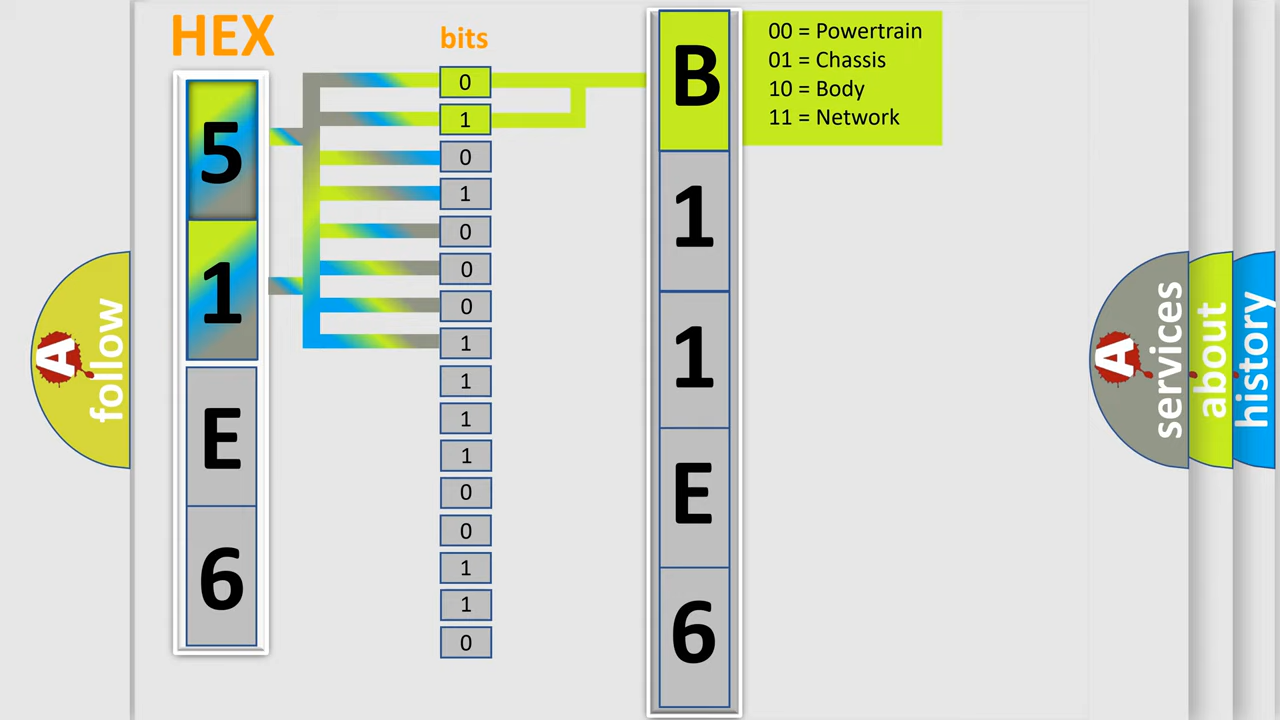 HEX
bits
5
1
E
6
0
1
0
1
0
0
0
1
1
1
1
0
0
1
1
0
B
1
1
E
6
00 = Powertrain
01 = Chassis
10 = Body
11 = Network
A
follow
A
services
about
history